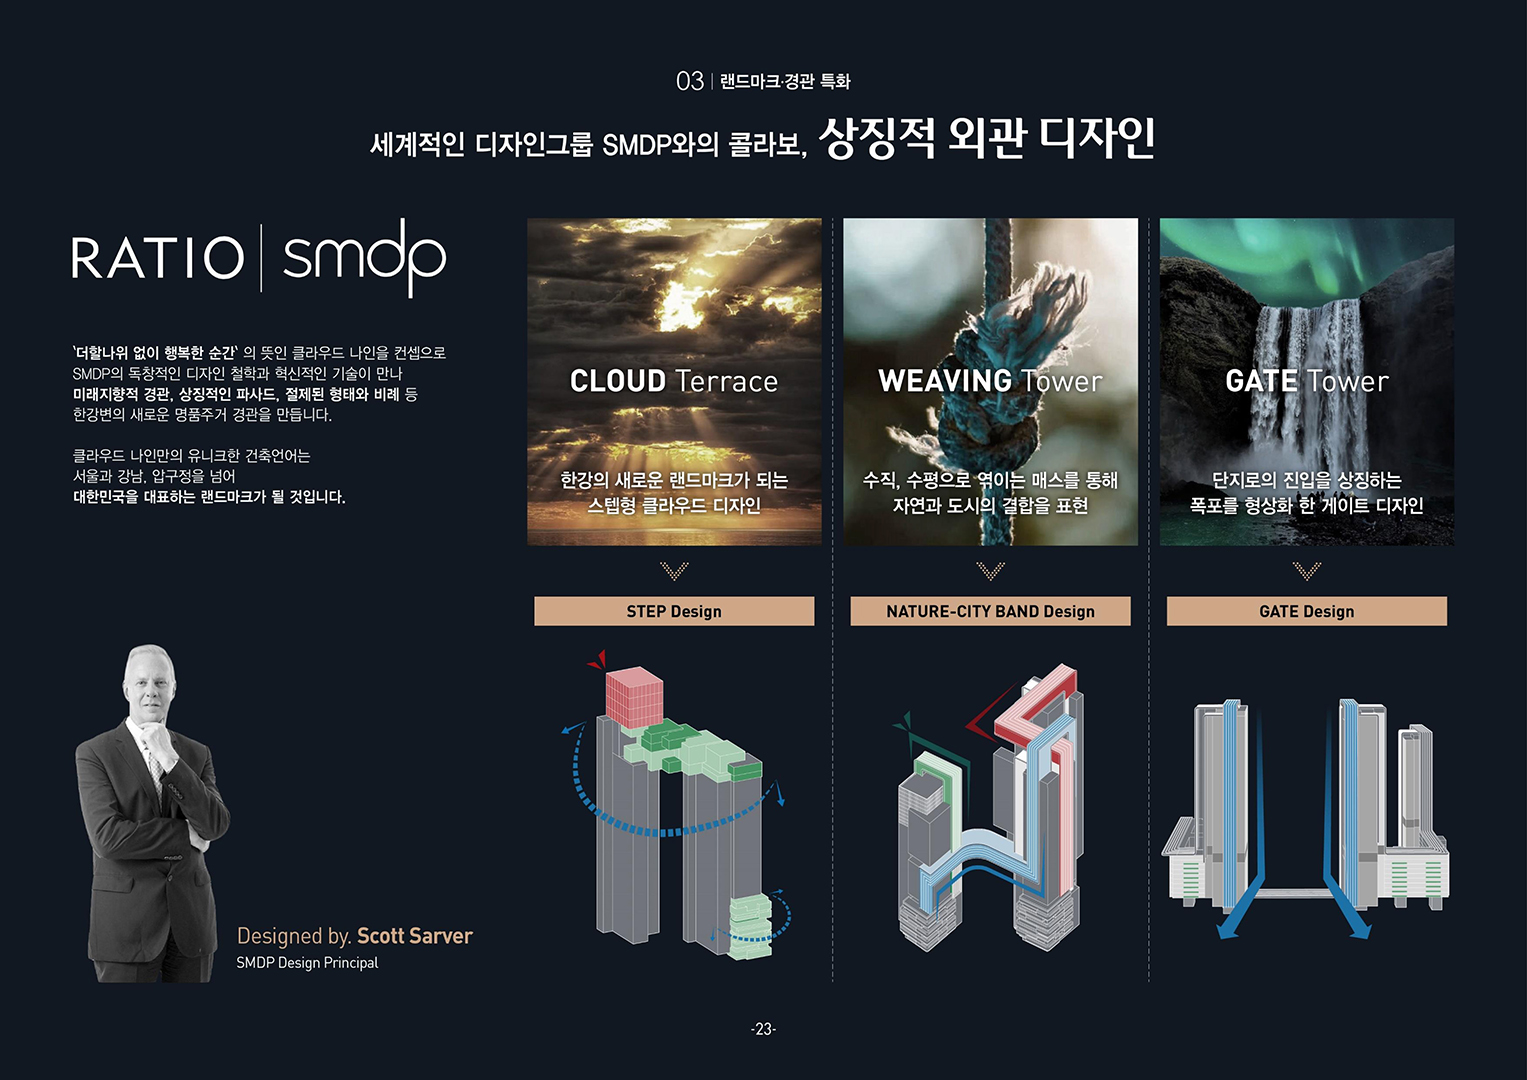 03 | 랜드마크·경관 특화
세계적인 디자인그룹 SMDP와의 콜라보, 상징적 외관 디자인
RATIO | smdp
'더할나위 없이 행복한 순간' 의 뜻인 클라우드 나인을 컨셉으로
SMDP의 독창적인 디자인 철학과 혁신적인 기술이 만나
미래지향적 경관, 상징적인 파사드, 절제된 형태와 비례 등
한강변의 새로운 명품주거 경관을 만듭니다.
클라우드 나인만의 유니크한 건축언어는
서울과 강남, 압구정을 넘어
대한민국을 대표하는 랜드마크가 될 것입니다.
Designed by. Scott Sarver
SMDP Design Principal
CLOUD Terrace
한강의 새로운 랜드마크가 되는
스텝형 클라우드 디자인
STEP Design
WEAVING Tower
수직, 수평으로 엮이는 매스를 통해
자연과 도시의 결합을 표현
NATURE-CITY BAND Design
GATE Tower
단지로의 진입을 상징하는
폭포를 형상화 한 게이트 디자인
GATE Design
-23-